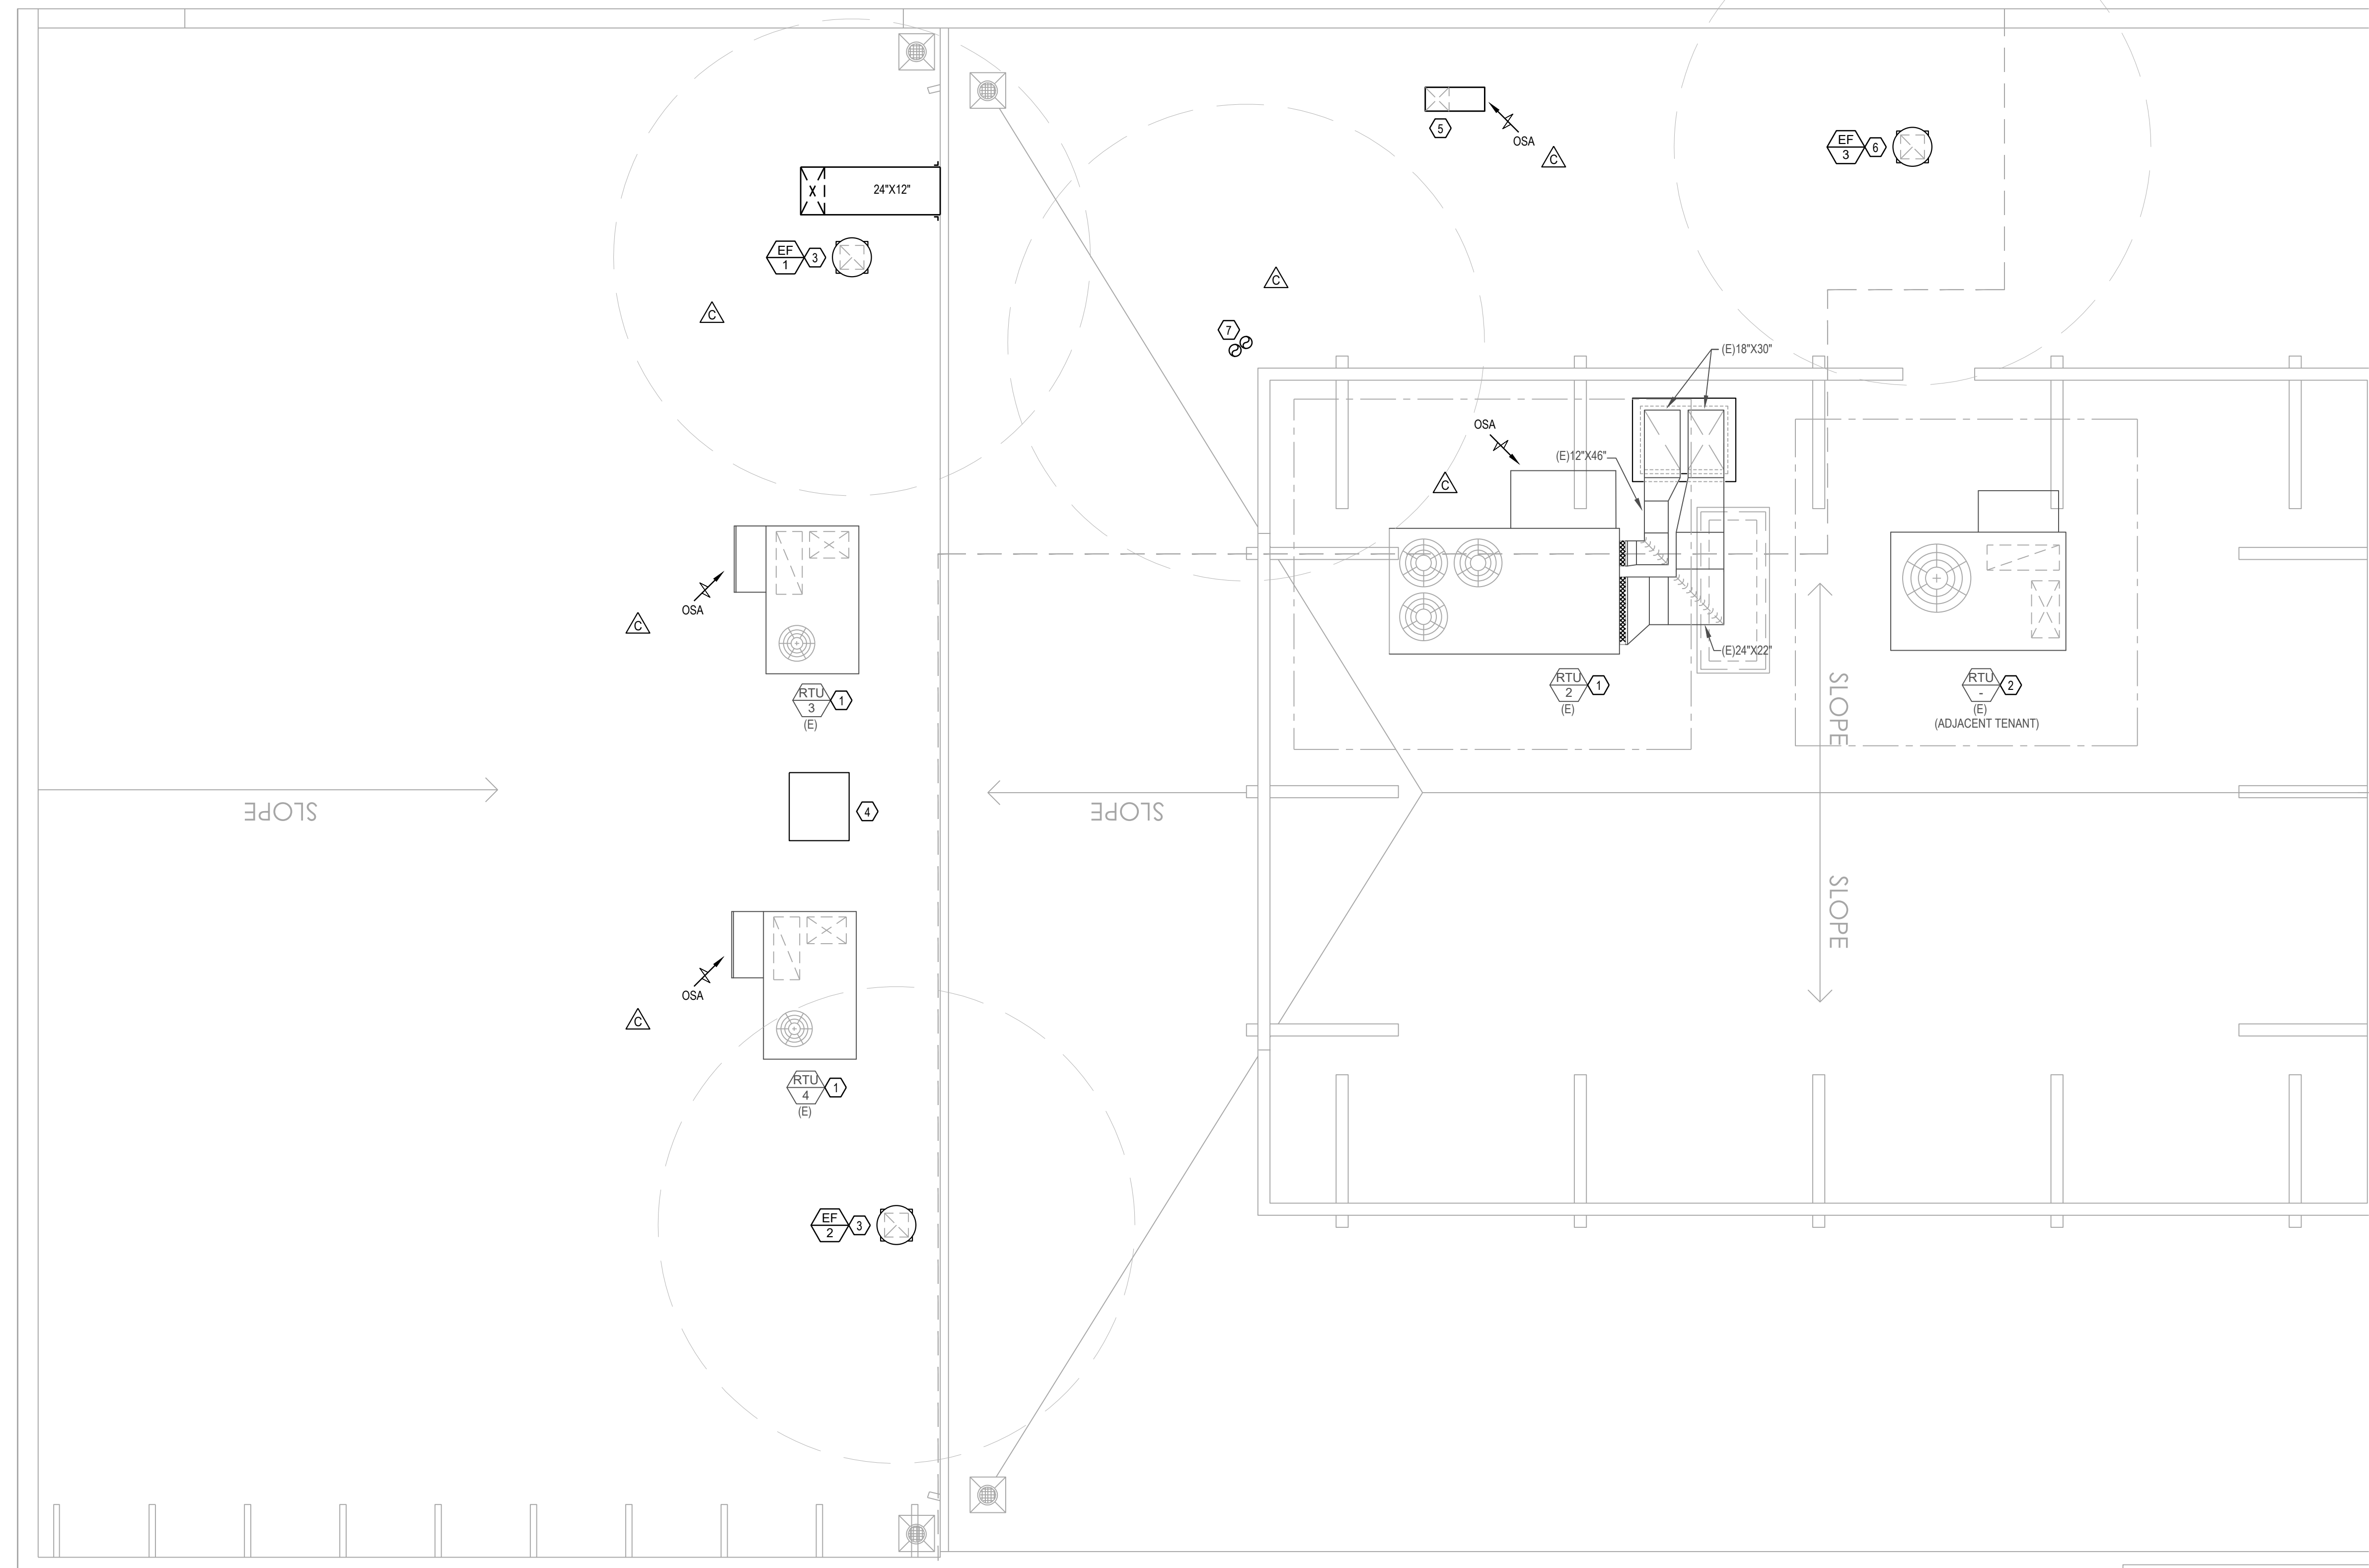 5
OSA
C
EF
3
6
24"X12"
EF
1
3
C
C
7
(E)18"X30"
OSA
(E)12"X46"
C
OSA
C
(E)24"X22"
RTU
3
1
(E)
RTU
2
1
(E)
RTU
-
2
(E)
(ADJACENT TENANT)
SLOPE
SLOPE
SLOPE
4
SLOPE
OSA
C
RTU
4
1
(E)
EF
2
3